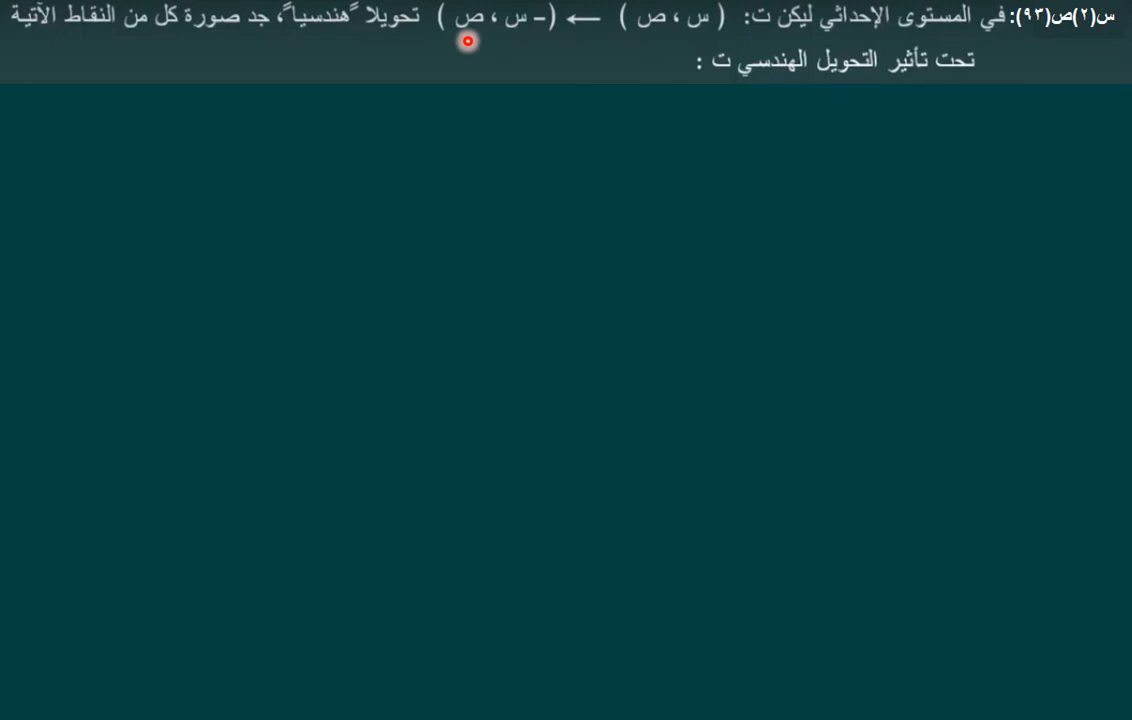 س(٢)ص(٩٣): في المستوى الإحداثي ليكن ت: ( س ، ص ) ← (- س ، ص ) تحويلا ً هندسيا ً، جد صورة كل من النقاط الآتية
تحت تأثير التحويل الهندسي ت :